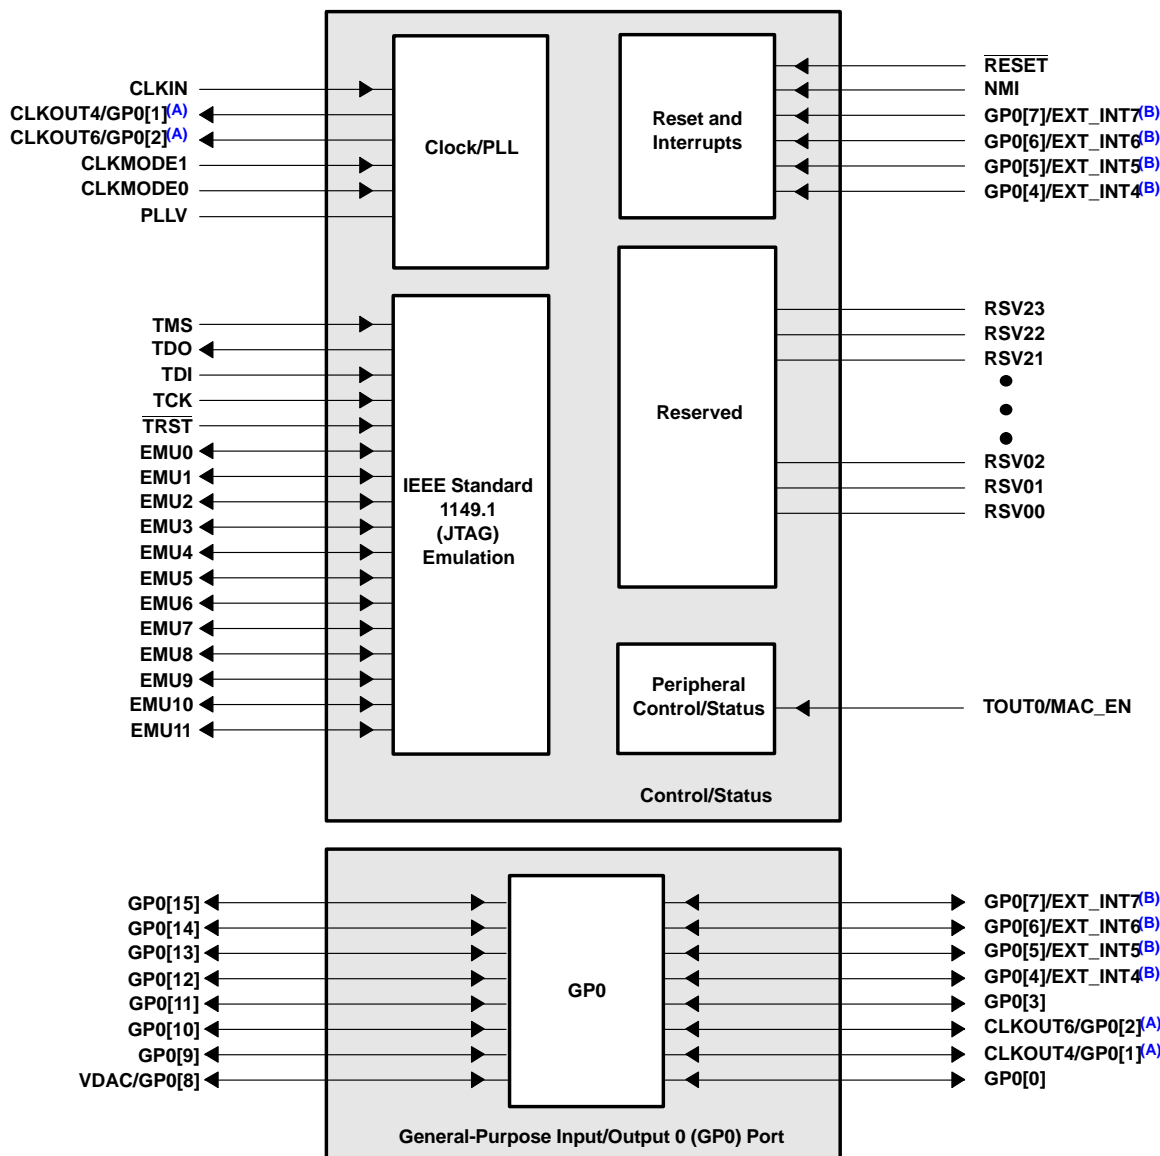 CLKIN
CLKOUT4/GP0[1](A)
CLKOUT6/GP0[2](A)
CLKMODE1
CLKMODE0
PLLV
Clock/PLL
Reset and
Interrupts
RESET
NMI
GP0[7]/EXT_INT7(B)
GP0[6]/EXT_INT6(B)
GP0[5]/EXT_INT5(B)
GP0[4]/EXT_INT4(B)
TMS
TDO
TDI
TCK
TRST
EMU0
EMU1
EMU2
EMU3
EMU4
EMU5
EMU6
EMU7
EMU8
EMU9
EMU10
EMU11
IEEE Standard
1149.1
(JTAG)
Emulation
Reserved
RSV23
RSV22
RSV21
RSV02
RSV01
RSV00
Peripheral
Control/Status
TOUT0/MAC_EN
Control/Status
GP0[15]
GP0[14]
GP0[13]
GP0[12]
GP0[11]
GP0[10]
GP0[9]
VDAC/GP0[8]
GP0
GP0[7]/EXT_INT7(B)
GP0[6]/EXT_INT6(B)
GP0[5]/EXT_INT5(B)
GP0[4]/EXT_INT4(B)
GP0[3]
CLKOUT6/GP0[2](A)
CLKOUT4/GP0[1](A)
GP0[0]
General-Purpose Input/Output 0 (GP0) Port